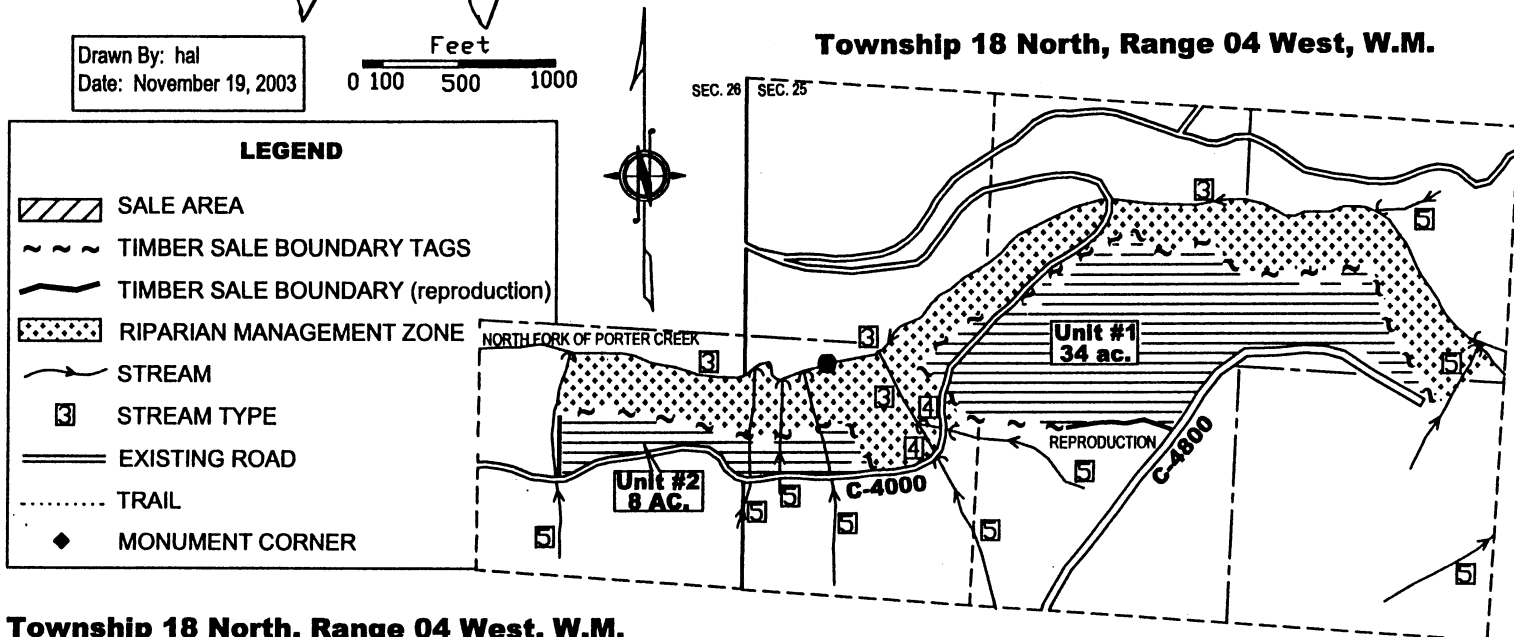 Drawn By: hal
Date: November 19, 2003
Feet
0 100 500 1000
Township 18 North, Range 04 West, W.M.
SEC. 26 SEC. 25
LEGEND
SALE AREA
TIMBER SALE BOUNDARY TAGS
TIMBER SALE BOUNDARY (reproduction)
RIPARIAN MANAGEMENT ZONE
STREAM
3 STREAM TYPE
EXISTING ROAD
TRAIL
MONUMENT CORNER
3
5
NORTH FORK OF PORTER CREEK
3
3
Unit #1
34 ac.
5
3
4
4
REPRODUCTION
5
C-4800
Unit #2
8 AC.
C-4000
5
5
5
5
5
5
Township 18 North, Range 04 West, W.M.